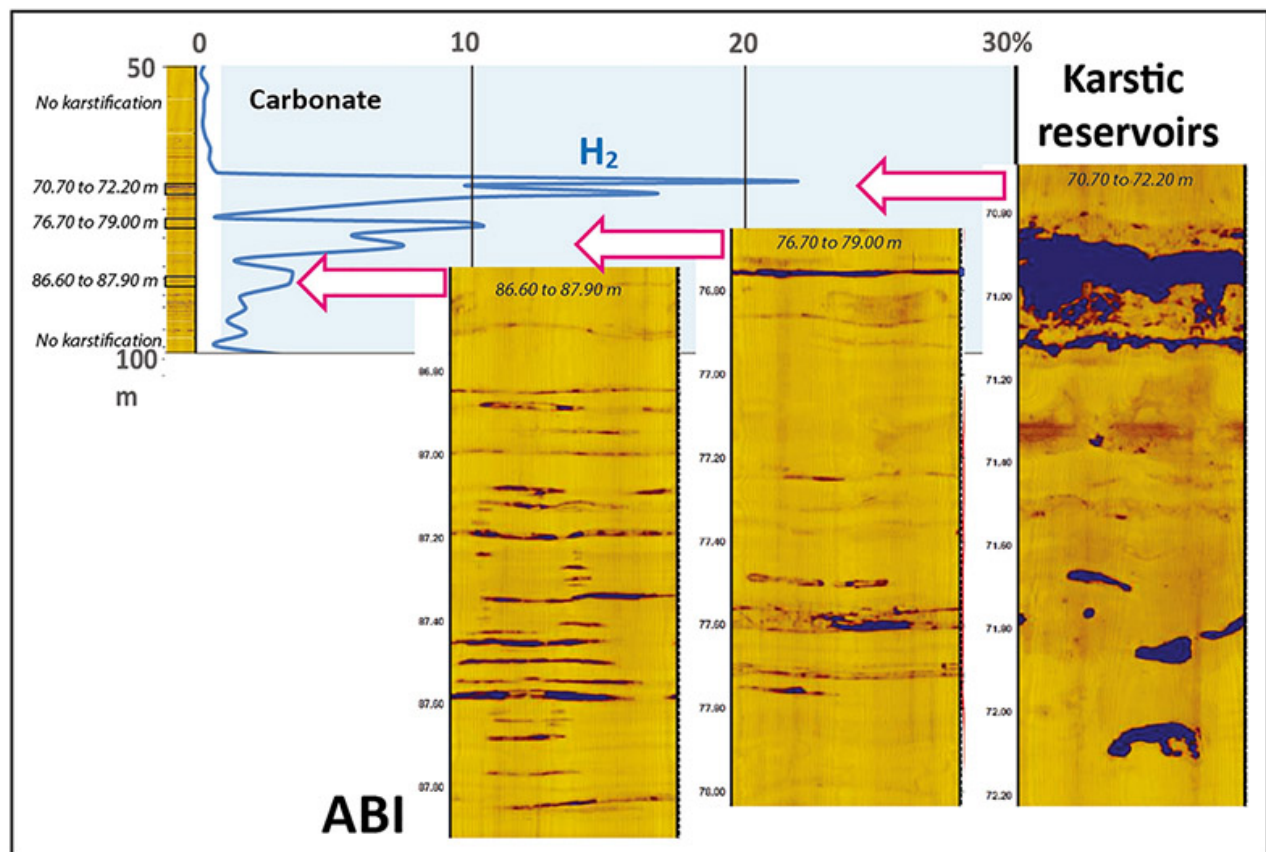 0 10 20 30%
50
No karstification
Carbonate
H2
Karstic
reservoirs
70.70 to 72.20 m
76.70 to 79.00 m
86.60 to 87.90 m
No karstification
100
m
86.60 to 87.90 m
86.80
87.00
87.20
87.40
87.60
87.80
76.70 to 79.00 m
76.80
77.00
77.20
77.40
77.60
77.80
78.00
70.70 to 72.20 m
70.80
71.00
71.20
71.40
71.60
71.80
72.00
72.20
ABI